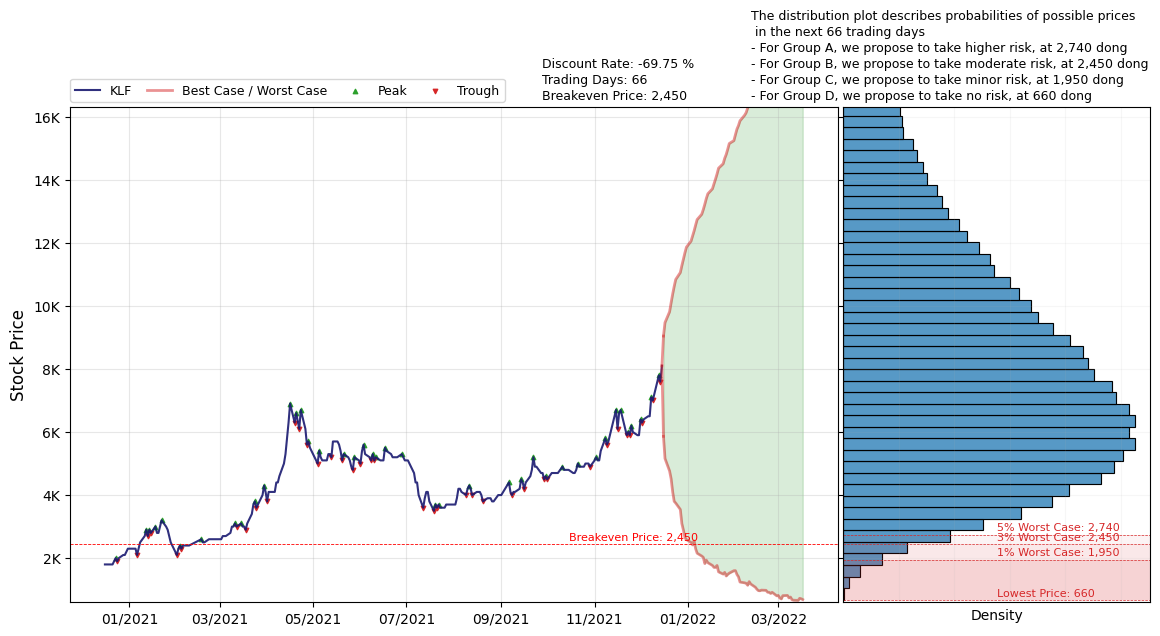 The distribution plot describes probabilities of possible prices
in the next 66 trading days
- For Group A, we propose to take higher risk, at 2,740 dong
- For Group B, we propose to take moderate risk, at 2,450 dong
- For Group C, we propose to take minor risk, at 1,950 dong
- For Group D, we propose to take no risk, at 660 dong
Discount Rate: -69.75 %
Trading Days: 66
Breakeven Price: 2,450
KLF Best Case / Worst Case Peak Trough
16K
14K
12K
10K
8K
6K
4K
2K
Stock Price
Breakeven Price: 2,450
5% Worst Case: 2,740
3% Worst Case: 2,450
1% Worst Case: 1,950
Lowest Price: 660
01/2021 03/2021 05/2021 07/2021 09/2021 11/2021 01/2022 03/2022
Density